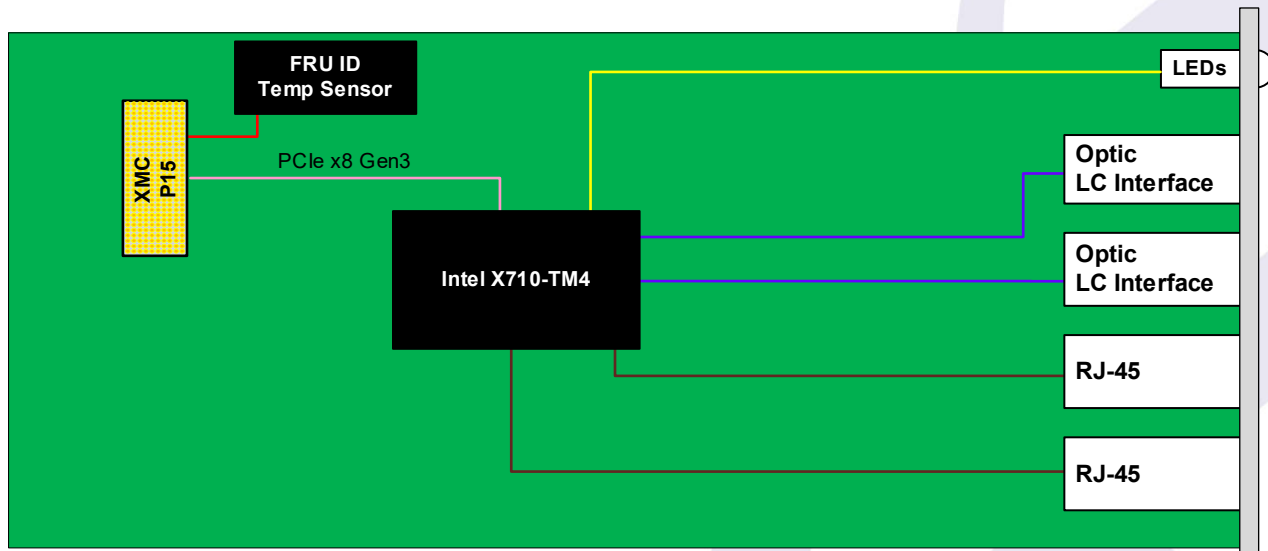 FRU ID
Temp Sensor
LEDs
XMC
P15
PCIe x8 Gen3
Optic
LC Interface
Intel X710-TM4
Optic
LC Interface
RJ-45
RJ-45